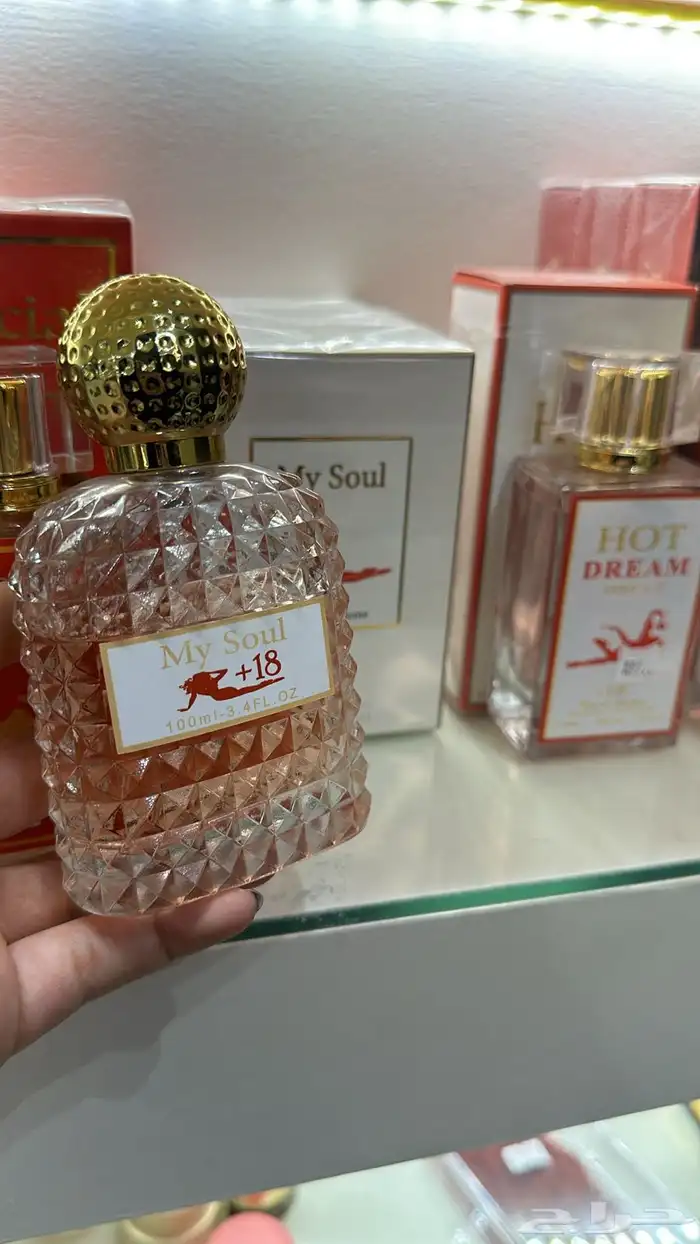 My Soul
My Soul
+18
100ml-3.4FL.OZ
HOT
DREAM
حراج